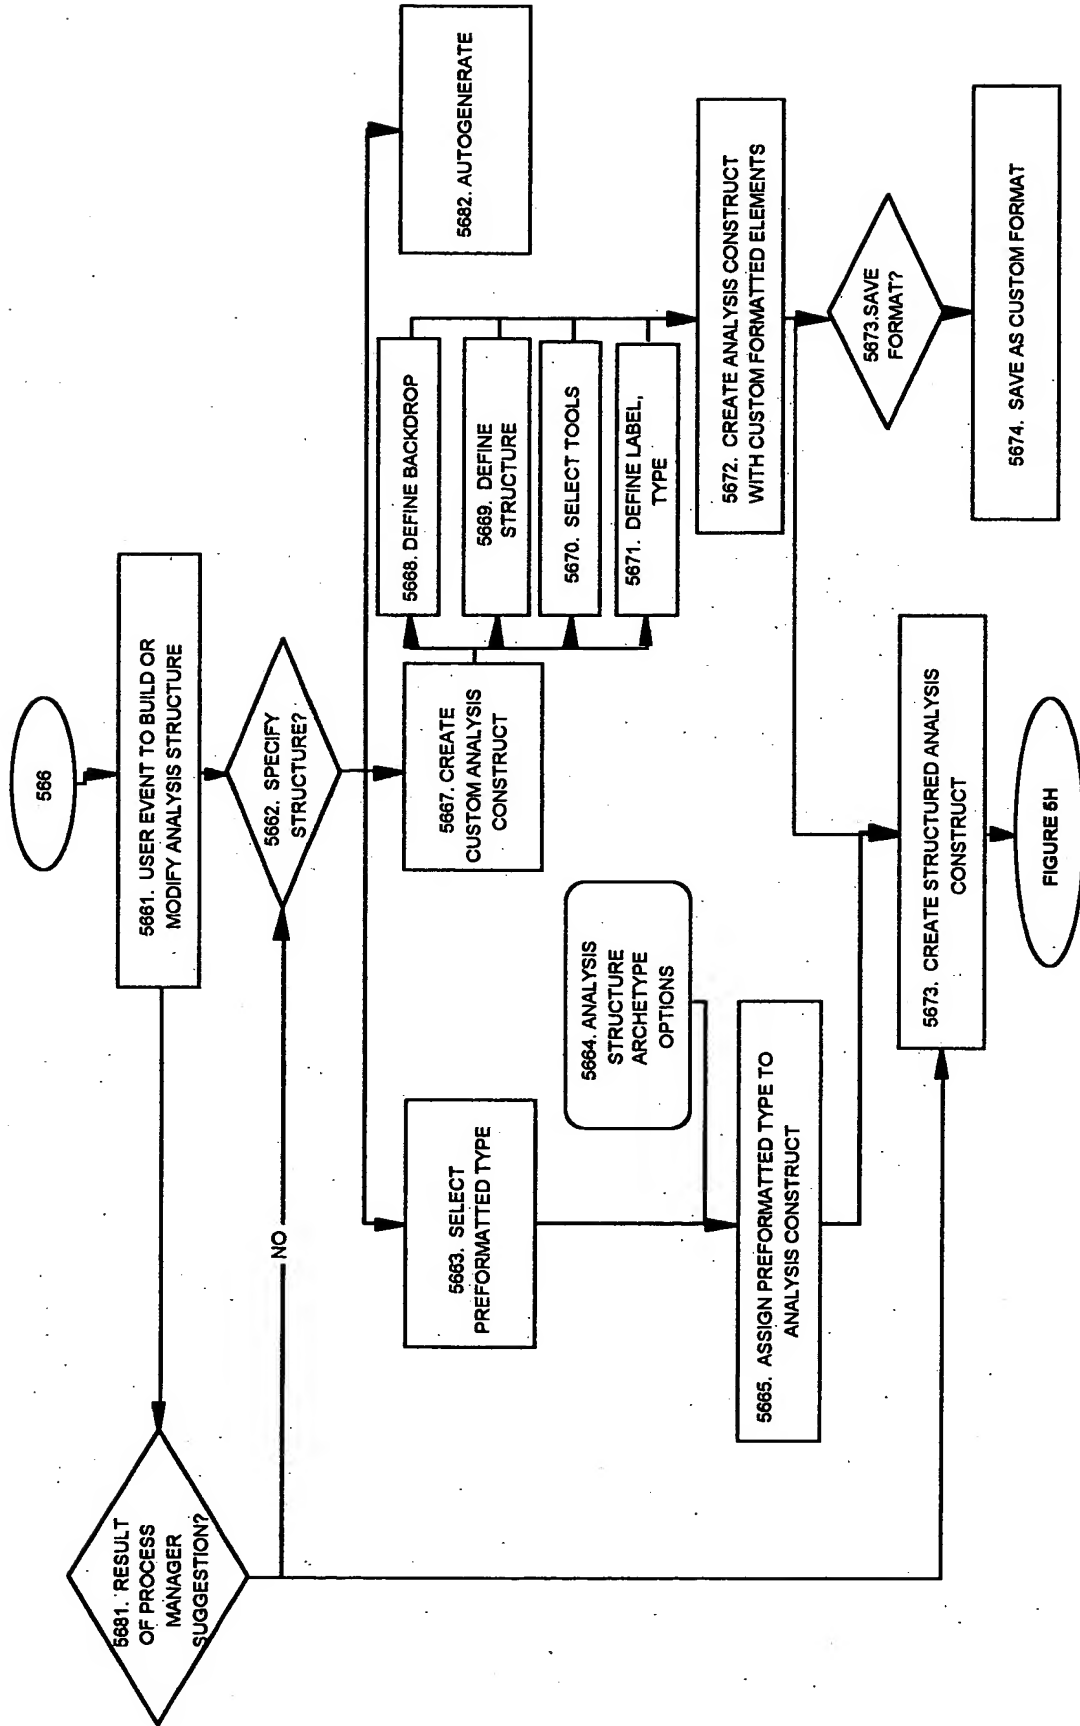 566
5661. USER EVENT TO BUILD OR
MODIFY ANALYSIS STRUCTURE
5681. RESULT
OF PROCESS
MANAGER
SUGGESTION?
5662. SPECIFY
STRUCTURE?
NO
5663. SELECT
PREFORMATTED TYPE
5667. CREATE
CUSTOM ANALYSIS
CONSTRUCT
5682. AUTOGENERATE
5668. DEFINE BACKDROP
5669. DEFINE
STRUCTURE
5670. SELECT TOOLS
5671. DEFINE LABEL,
TYPE
5664. ANALYSIS
STRUCTURE
ARCHETYPE
OPTIONS
5665. ASSIGN PREFORMATTED TYPE TO
ANALYSIS CONSTRUCT
5672. CREATE ANALYSIS CONSTRUCT
WITH CUSTOM FORMATTED ELEMENTS
5673.SAVE
FORMAT?
5673. CREATE STRUCTURED ANALYSIS
CONSTRUCT
5674. SAVE AS CUSTOM FORMAT
FIGURE 5H